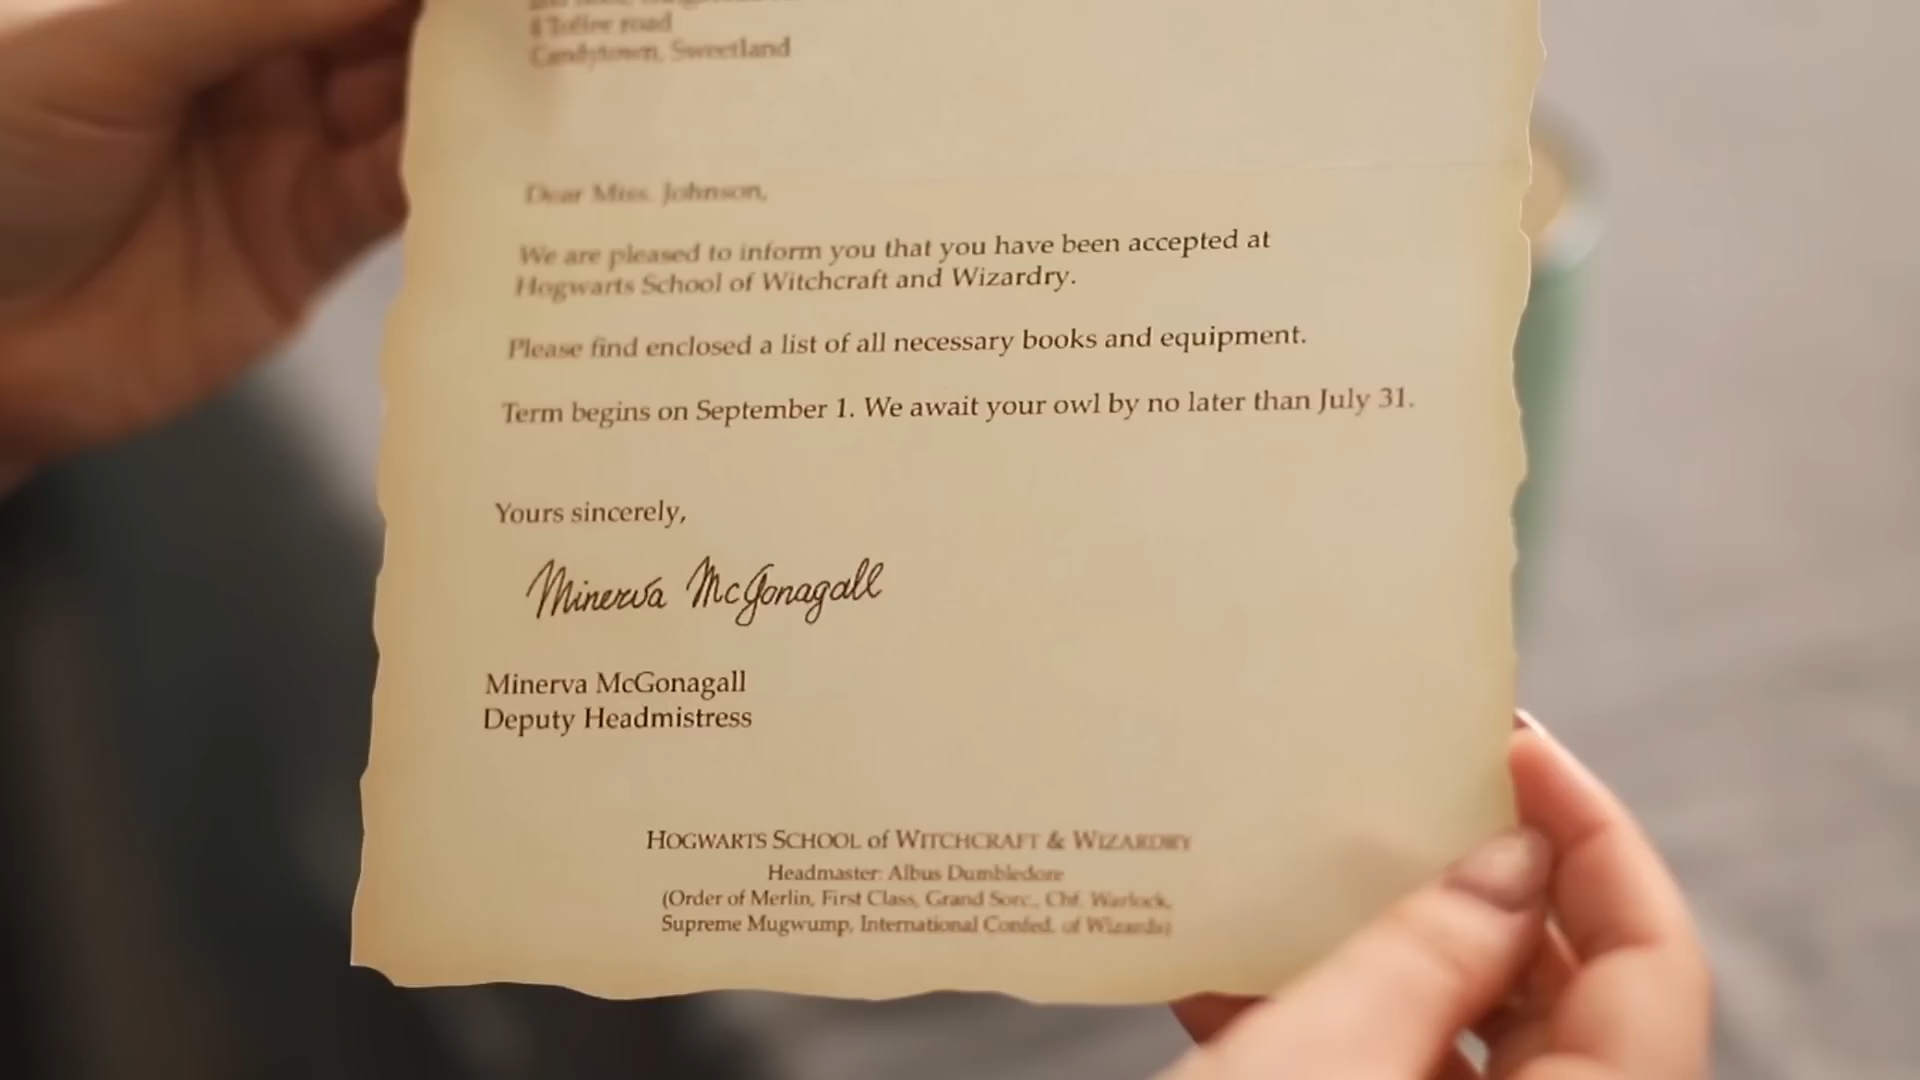 8 Toffee road
Candytown, Sweetland
Dear Miss. Johnson,
We are pleased to inform you that you have been accepted at
Hogwarts School of Witchcraft and Wizardry.
Please find enclosed a list of all necessary books and equipment.
Term begins on September 1. We await your owl by no later than July 31.
Yours sincerely,
Minerva McGonagall
Minerva McGonagall
Deputy Headmistress
HOGWARTS SCHOOL of WITCHCRAFT & WIZARDRY
Headmaster: Albus Dumbledore
(Order of Merlin, First Class, Grand Sorc., Chf. Warlock,
Supreme Mugwump, International Confed. of Wizards)